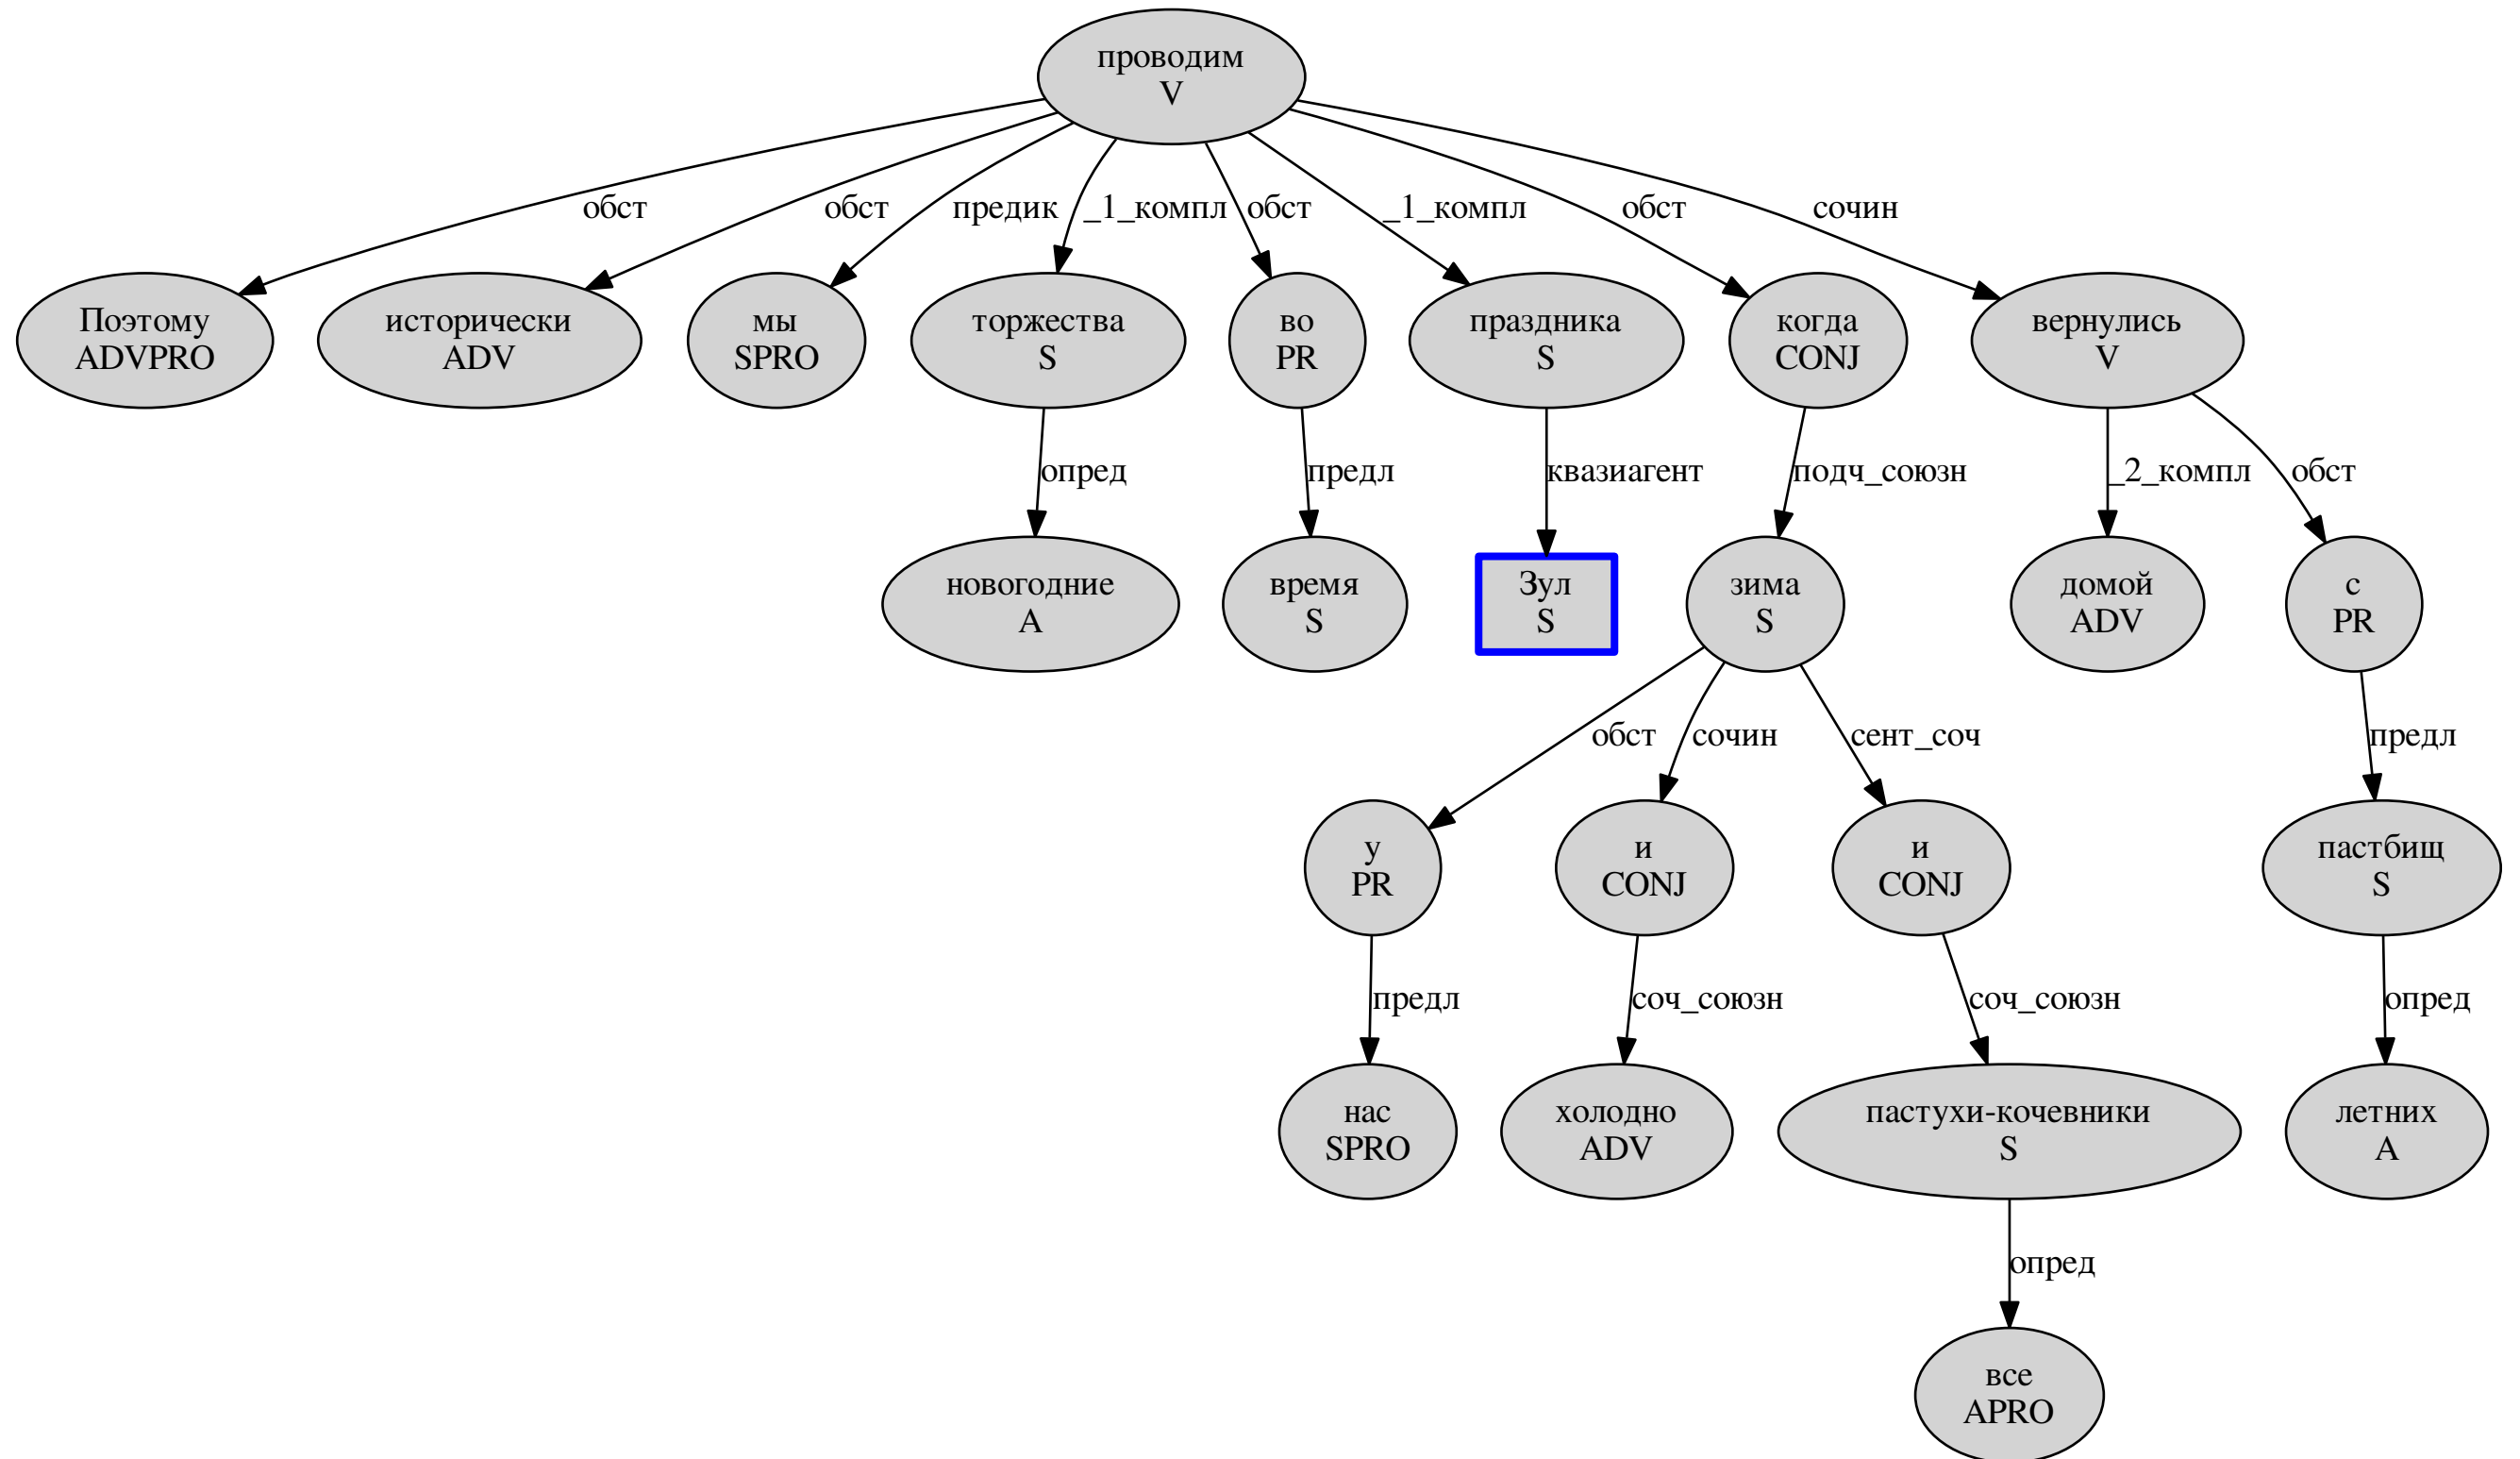 проводим
V
обст
обст
предик
_1_компл
обст
_1_компл
обст
сочин
Поэтому
ADVPRO
исторически
ADV
мы
SPRO
торжества
S
во
PR
праздника
S
когда
CONJ
вернулись
V
опред
предл
квазиагент
подч_союзн
_2_компл
обст
новогодние
A
время
S
Зул
S
зима
S
домой
ADV
с
PR
обст
сочин
сент_соч
предл
у
PR
и
CONJ
и
CONJ
пастбищ
S
предл
соч_союзн
соч_союзн
опред
нас
SPRO
холодно
ADV
пастухи-кочевники
S
летних
A
опред
все
APRO